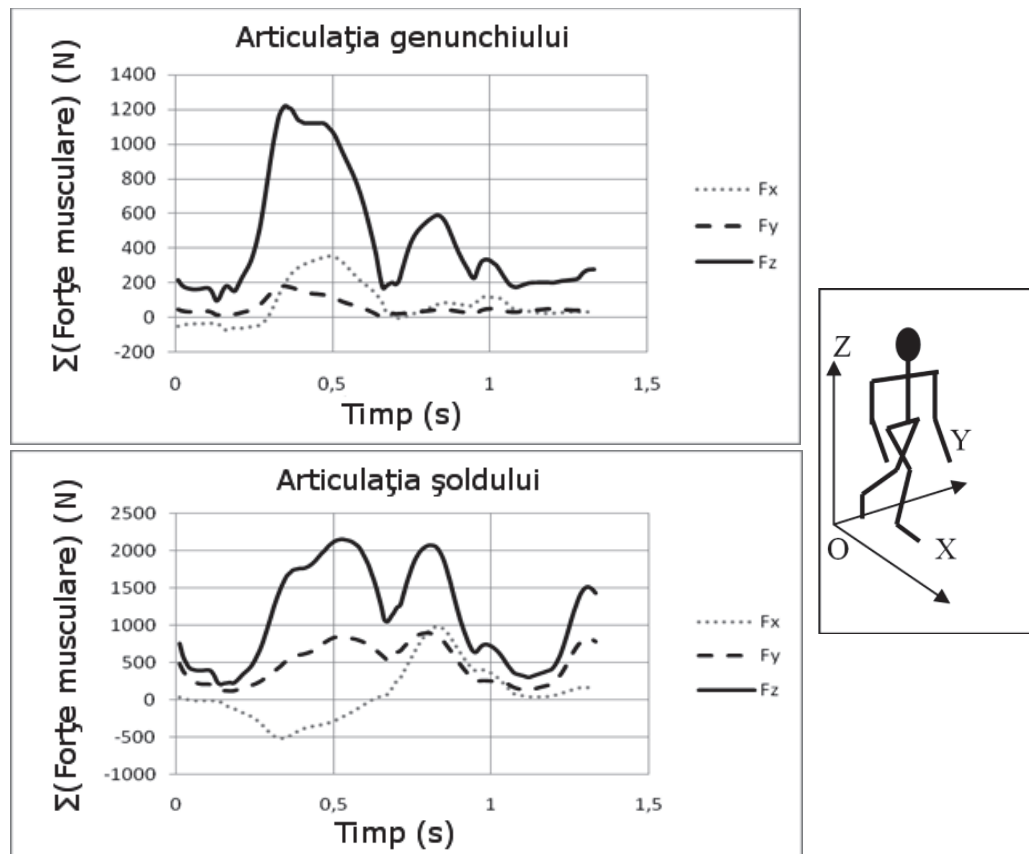 Articulaţia genunchiului
Σ(Forţe musculare) (N)
1400
1200
1000
800
600
400
200
0
-200
0
0,5
1
1,5
Timp (s)
Fx
Fy
Fz
Articulaţia şoldului
Σ(Forţe musculare) (N)
2500
2000
1500
1000
500
0
-500
-1000
0
0,5
1
1,5
Timp (s)
Fx
Fy
Fz
Z
Y
O
X